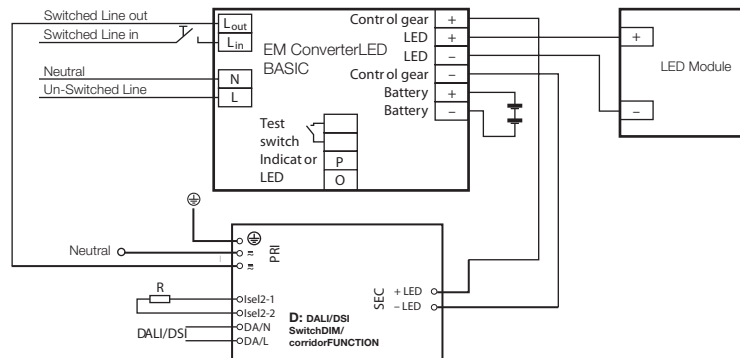 Switched Line out
Switched Line in
Neutral
Un-Switched Line
Lout
Lin
N
L
EM ConverterLED
BASIC
Test
switch
Indicator
LED
P
O
Control gear +
LED +
LED –
Control gear –
Battery +
Battery –
+
–
LED Module
Neutral
PRI
R
Isel2-1
Isel2-2
DA/N
DA/L
DALI/DSI
D: DALI/DSI
SwitchDIM/
corridorFUNCTION
SEC
+ LED
– LED